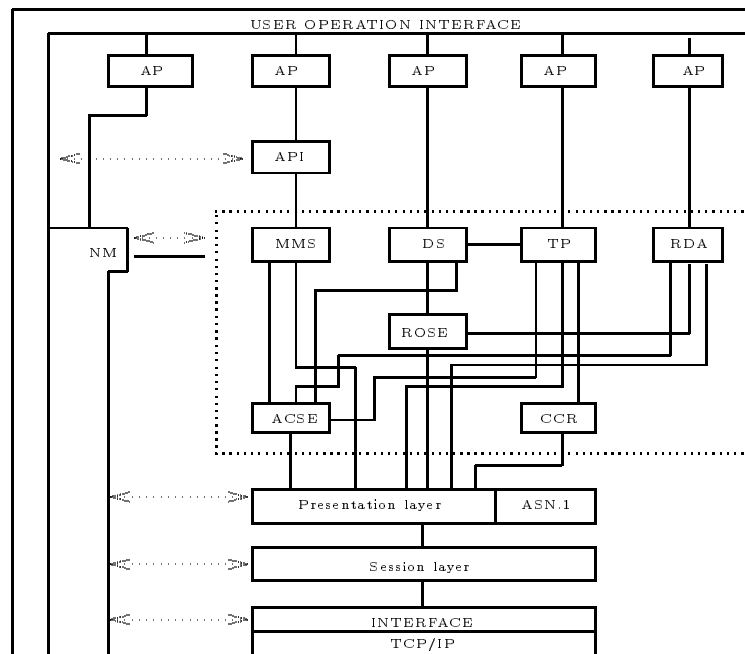 USER OPERATION INTERFACE
AP AP AP AP AP
API
NM MMS DS TP RDA
ROSE
ACSE CCR
Presentation layer ASN.1
Session layer
INTERFACE
TCP/IP